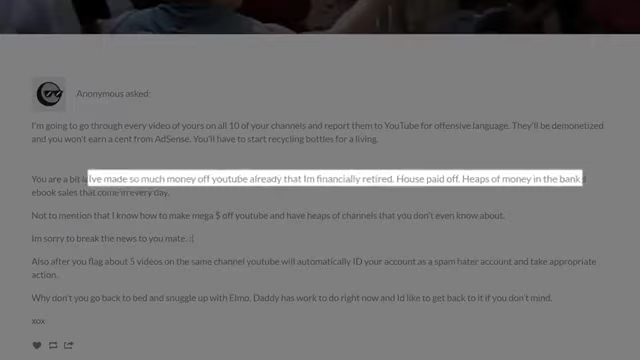 Anonymous asked:
I'm going to go through every video of yours on all 10 of your channels and report them to YouTube for offensive language. They'll be demonetized
and you won't earn a cent from AdSense. You'll have to start recycling bottles for a living.
You are a bit Ive made so much money off youtube already that Im financially retired. House paid off. Heaps of money in the bank
ebook sales that come in every day.
Not to mention that I know how to make mega $ off youtube and have heaps of channels that you don't even know about.
Im sorry to break the news to you mate. :(
Also after you flag about 5 videos on the same channel youtube will automatically ID your account as a spam hater account and take appropriate
action.
Why don't you go back to bed and snuggle up with Elmo. Daddy has work to do right now and Id like to get back to it if you don't mind.
xox